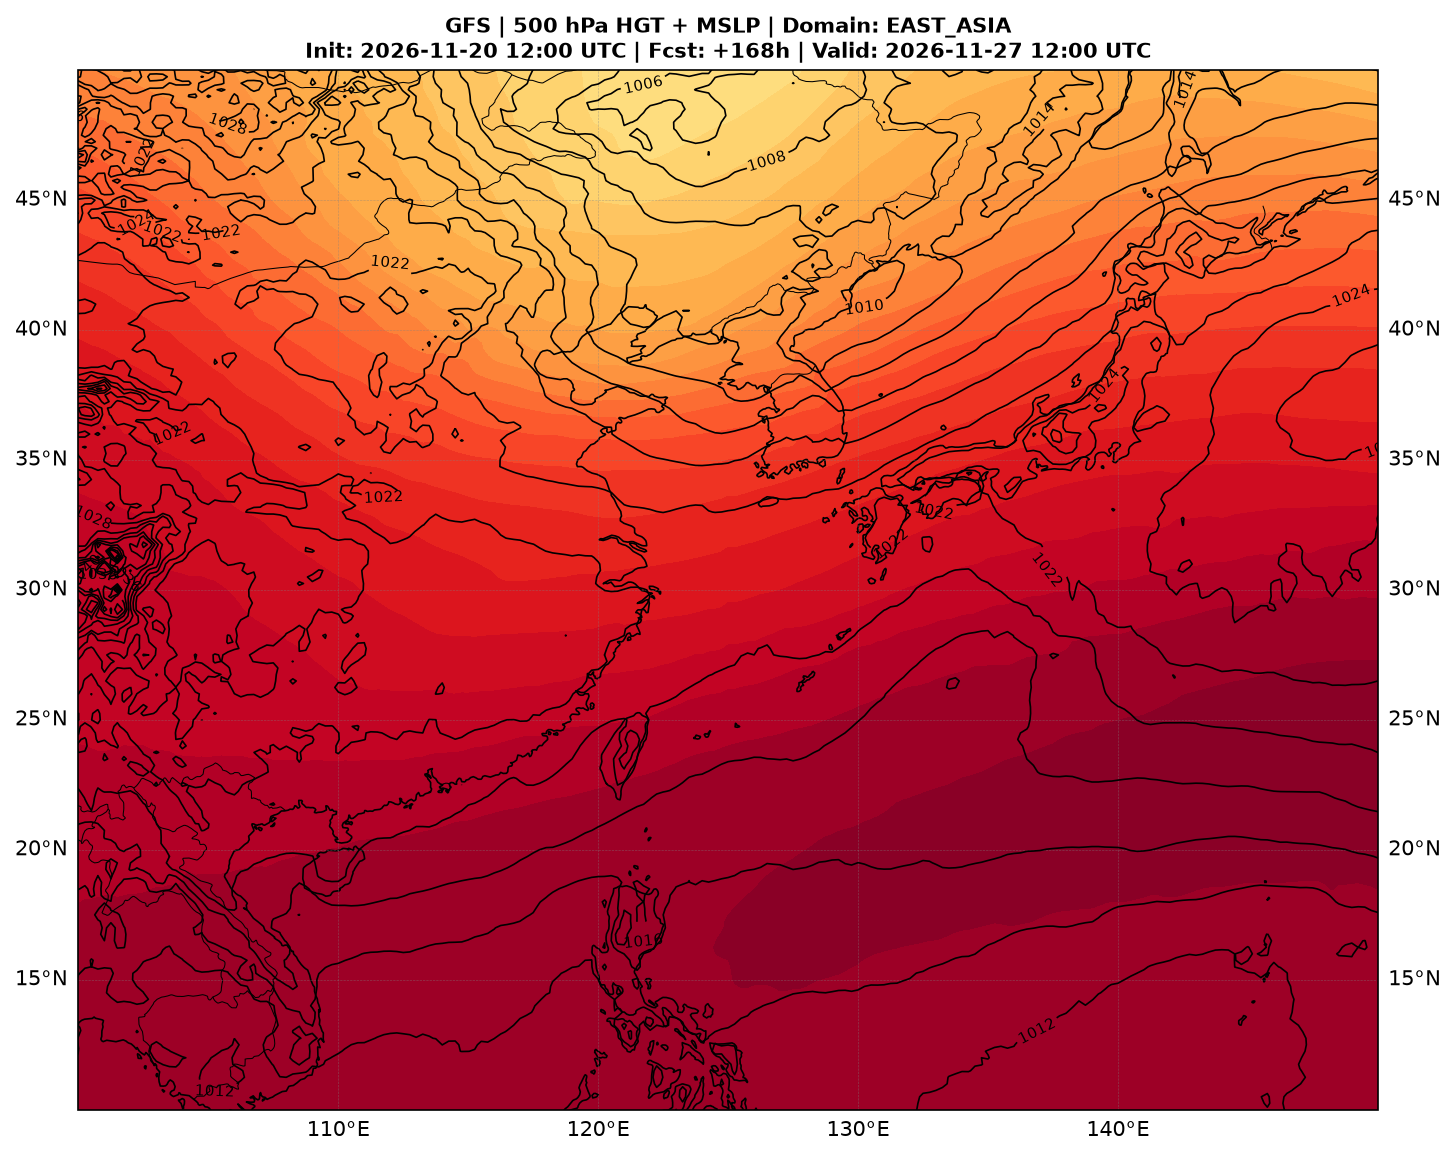 GFS | 500 hPa HGT + MSLP | Domain: EAST_ASIA
Init: 2026-11-20 12:00 UTC | Fcst: +168h | Valid: 2026-11-27 12:00 UTC
1006
1014
1014
1028
1008
45°N
45°N
1024
1022
1022
1022
1010
1024
40°N
40°N
1024
1022
35°N
35°N
1022
1028
1022
1022
1022
30°N
30°N
25°N
25°N
20°N
20°N
1016
15°N
15°N
1012
1012
110°E
120°E
130°E
140°E